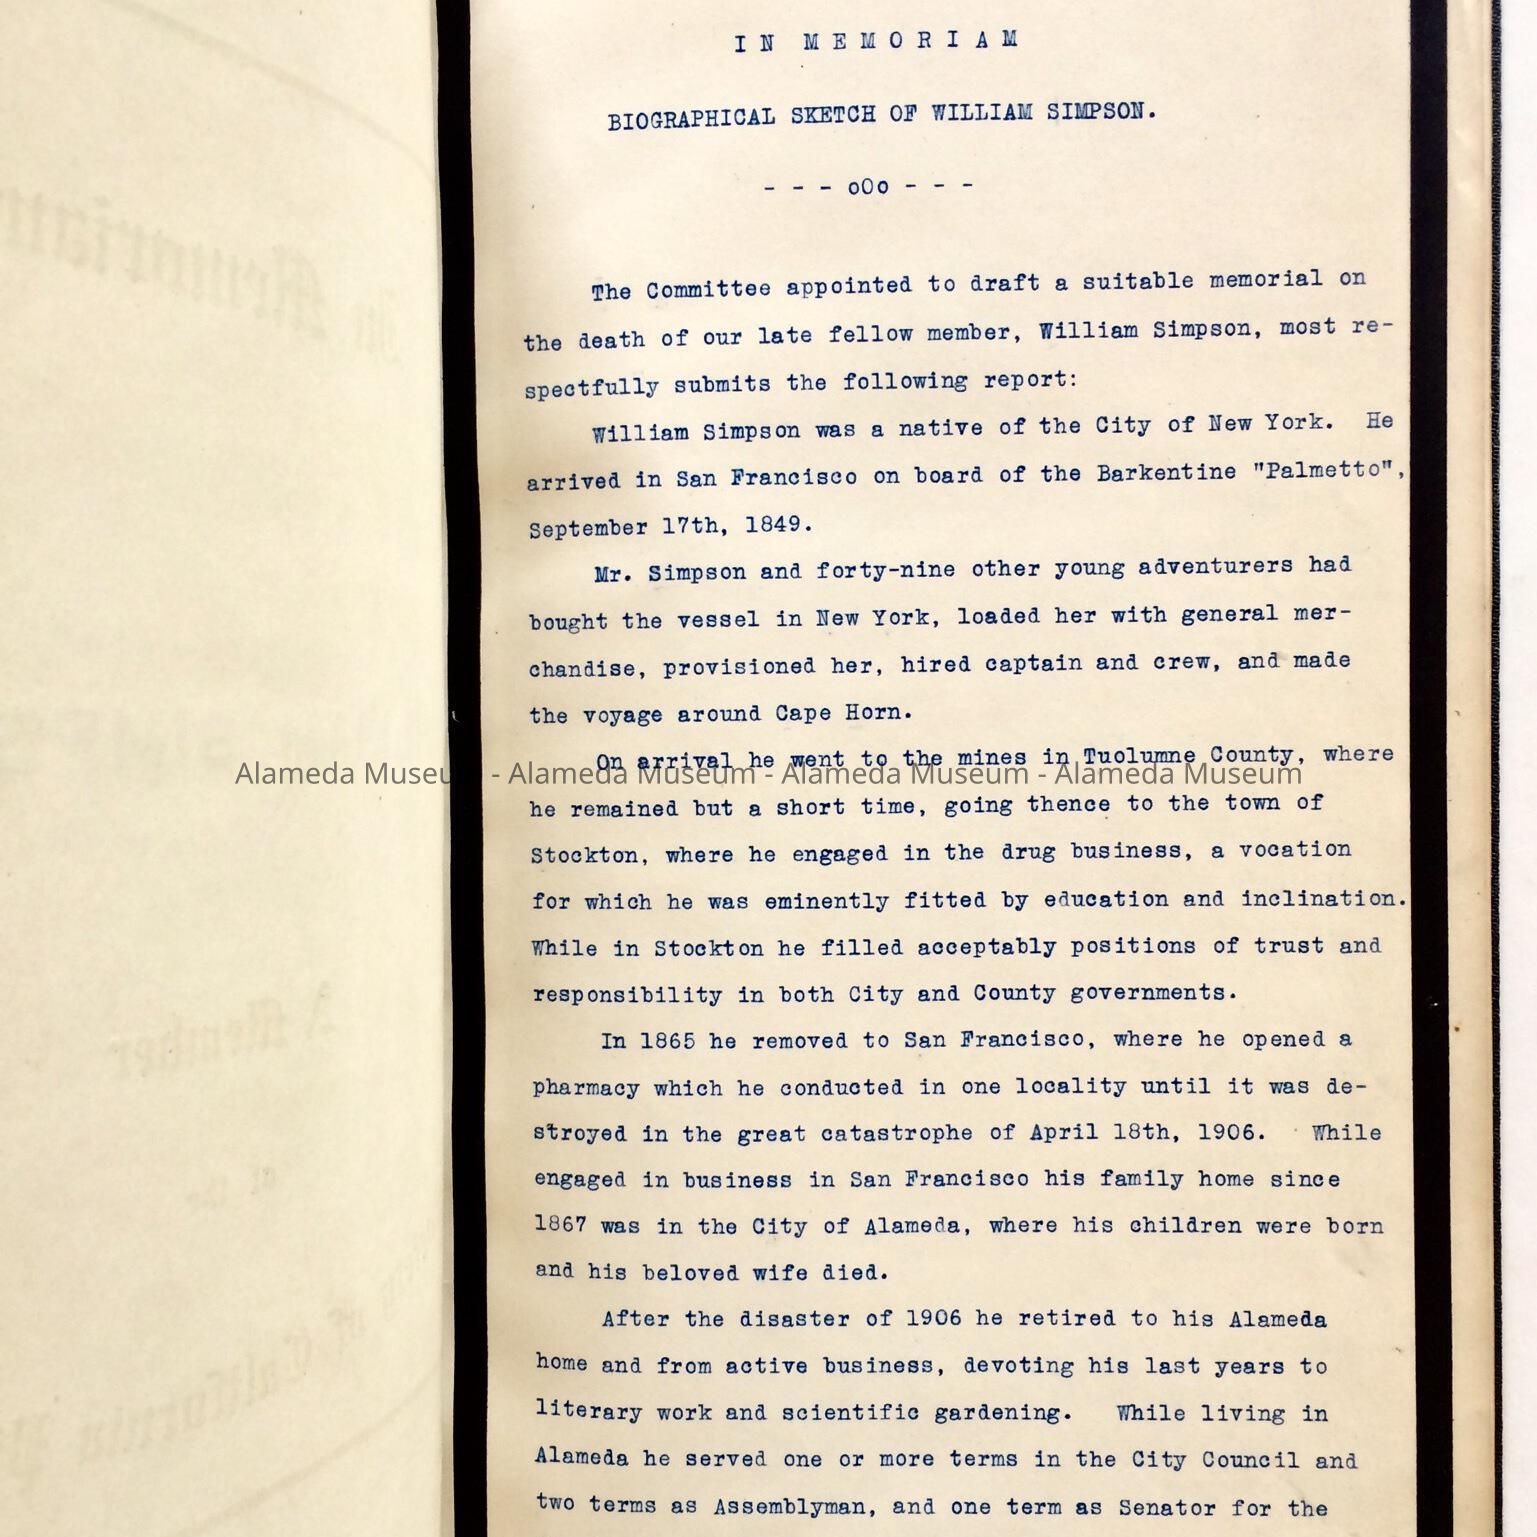 IN MEMORIAM
BIOGRAPHICAL SKETCH OF WILLIAM SIMPSON.
- - - oOo - - -
The Committee appointed to draft a suitable memorial on
the death of our late fellow member, William Simpson, most re-
spectfully submits the following report:
William Simpson was a native of the City of New York. He
arrived in San Francisco on board of the Barkentine "Palmetto",
September 17th, 1849.
Mr. Simpson and forty-nine other young adventurers had
bought the vessel in New York, loaded her with general mer-
chandise, provisioned her, hired captain and crew, and made
the voyage around Cape Horn.
On arrival he went to the mines in Tuolumne County, where
Alameda Museum - Alameda Museum - Alameda Museum - Alameda Museum
he remained but a short time, going thence to the town of
Stockton, where he engaged in the drug business, a vocation
for which he was eminently fitted by education and inclination.
While in Stockton he filled acceptably positions of trust and
responsibility in both City and County governments.
In 1865 he removed to San Francisco, where he opened a
pharmacy which he conducted in one locality until it was de-
stroyed in the great catastrophe of April 18th, 1906. While
engaged in business in San Francisco his family home since
1867 was in the City of Alameda, where his children were born
and his beloved wife died.
After the disaster of 1906 he retired to his Alameda
home and from active business, devoting his last years to
literary work and scientific gardening. While living in
Alameda he served one or more terms in the City Council and
two terms as Assemblyman, and one term as Senator for the